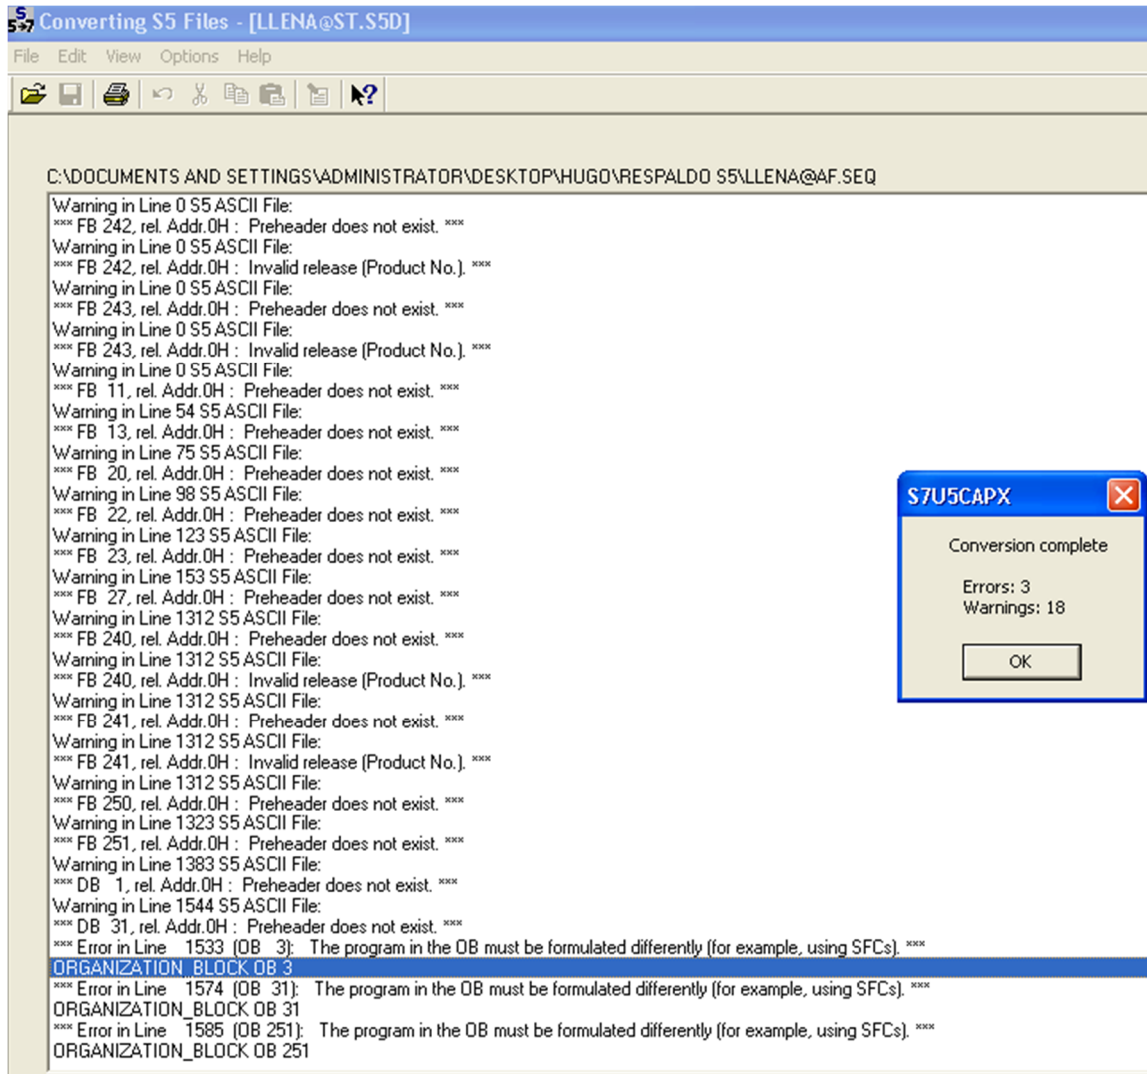 Converting S5 Files - [LLENA@ST.S5D]
File Edit View Options Help
C:\DOCUMENTS AND SETTINGS\ADMINISTRATOR\DESKTOP\HUGO\RESPALDO S5\LLENA@AF.SEQ
Warning in Line 0 S5 ASCII File:
*** FB 242, rel. Addr.0H : Preheader does not exist. ***
Warning in Line 0 S5 ASCII File:
*** FB 242, rel. Addr.0H : Invalid release (Product No.). ***
Warning in Line 0 S5 ASCII File:
*** FB 243, rel. Addr.0H : Preheader does not exist. ***
Warning in Line 0 S5 ASCII File:
*** FB 243, rel. Addr.0H : Invalid release (Product No.). ***
Warning in Line 0 S5 ASCII File:
*** FB 11, rel. Addr.0H : Preheader does not exist. ***
Warning in Line 54 S5 ASCII File:
*** FB 13, rel. Addr.0H : Preheader does not exist. ***
Warning in Line 75 S5 ASCII File:
*** FB 20, rel. Addr.0H : Preheader does not exist. ***
Warning in Line 98 S5 ASCII File:
*** FB 22, rel. Addr.0H : Preheader does not exist. ***
Warning in Line 123 S5 ASCII File:
*** FB 23, rel. Addr.0H : Preheader does not exist. ***
Warning in Line 153 S5 ASCII File:
*** FB 27, rel. Addr.0H : Preheader does not exist. ***
Warning in Line 1312 S5 ASCII File:
*** FB 240, rel. Addr.0H : Preheader does not exist. ***
Warning in Line 1312 S5 ASCII File:
*** FB 240, rel. Addr.0H : Invalid release (Product No.). ***
Warning in Line 1312 S5 ASCII File:
*** FB 241, rel. Addr.0H : Preheader does not exist. ***
Warning in Line 1312 S5 ASCII File:
*** FB 241, rel. Addr.0H : Invalid release (Product No.). ***
Warning in Line 1312 S5 ASCII File:
*** FB 250, rel. Addr.0H : Preheader does not exist. ***
Warning in Line 1323 S5 ASCII File:
*** FB 251, rel. Addr.0H : Preheader does not exist. ***
Warning in Line 1383 S5 ASCII File:
*** DB 1, rel. Addr.0H : Preheader does not exist. ***
Warning in Line 1544 S5 ASCII File:
*** DB 31, rel. Addr.0H : Preheader does not exist. ***
*** Error in Line 1533 (OB 3): The program in the OB must be formulated differently (for example, using SFCs). ***
ORGANIZATION_BLOCK OB 3
*** Error in Line 1574 (OB 31): The program in the OB must be formulated differently (for example, using SFCs). ***
ORGANIZATION_BLOCK OB 31
*** Error in Line 1585 (OB 251): The program in the OB must be formulated differently (for example, using SFCs). ***
ORGANIZATION_BLOCK OB 251
S7U5CAPX
Conversion complete
Errors: 3
Warnings: 18
OK